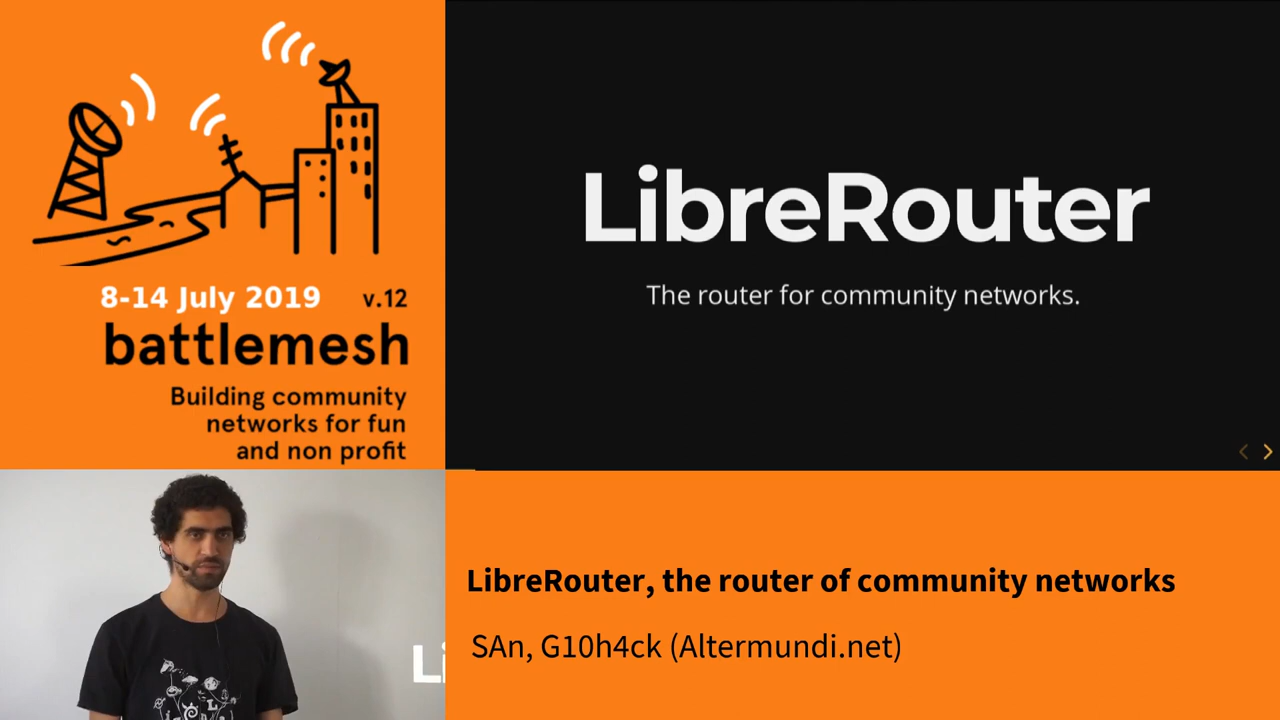 8-14 July 2019 v.12
battlemesh
Building community
networks for fun
and non profit
LibreRouter
The router for community networks.
LibreRouter, the router of community networks
SAn, G10h4ck (Altermundi.net)
Li